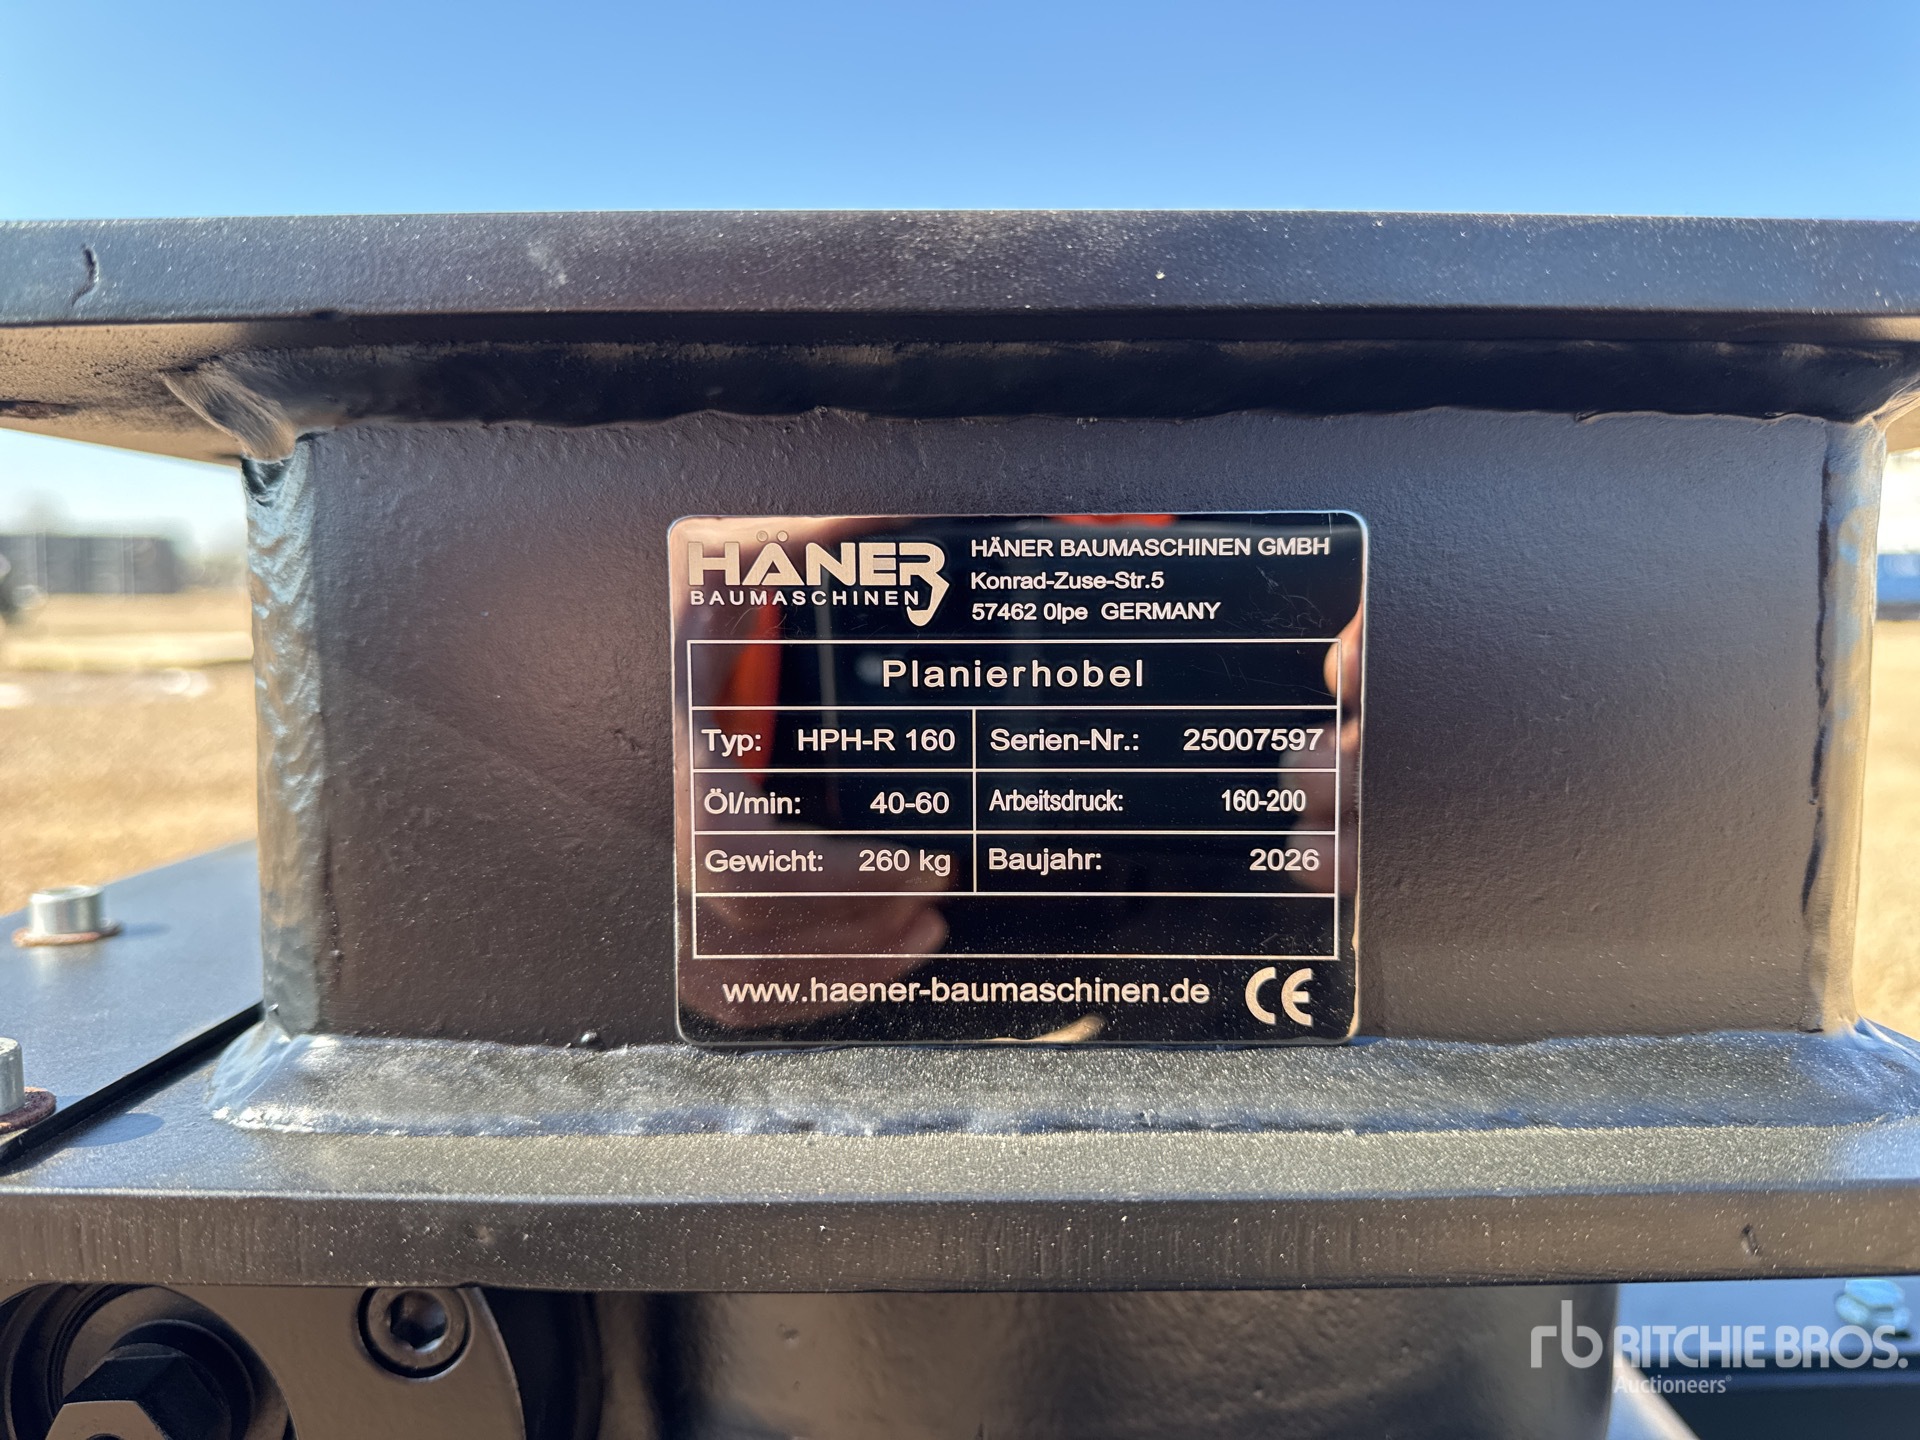 HÄNER
BAUMASCHINEN
HÄNER BAUMASCHINEN GMBH
Konrad-Zuse-Str.5
57462 0lpe GERMANY
Planierhobel
Typ: HPH-R 160
Serien-Nr.: 25007597
Öl/min: 40-60
Arbeitsdruck: 160-200
Gewicht: 260 kg
Baujahr: 2026
www.haener-baumaschinen.de CE
rb RITCHIE BROS.
Auctioneers